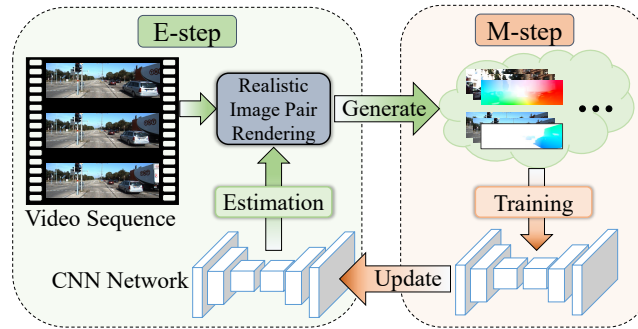 E-step
M-step
Realistic
Image Pair
Rendering
Generate
Video Sequence
Estimation
Training
CNN Network
Update